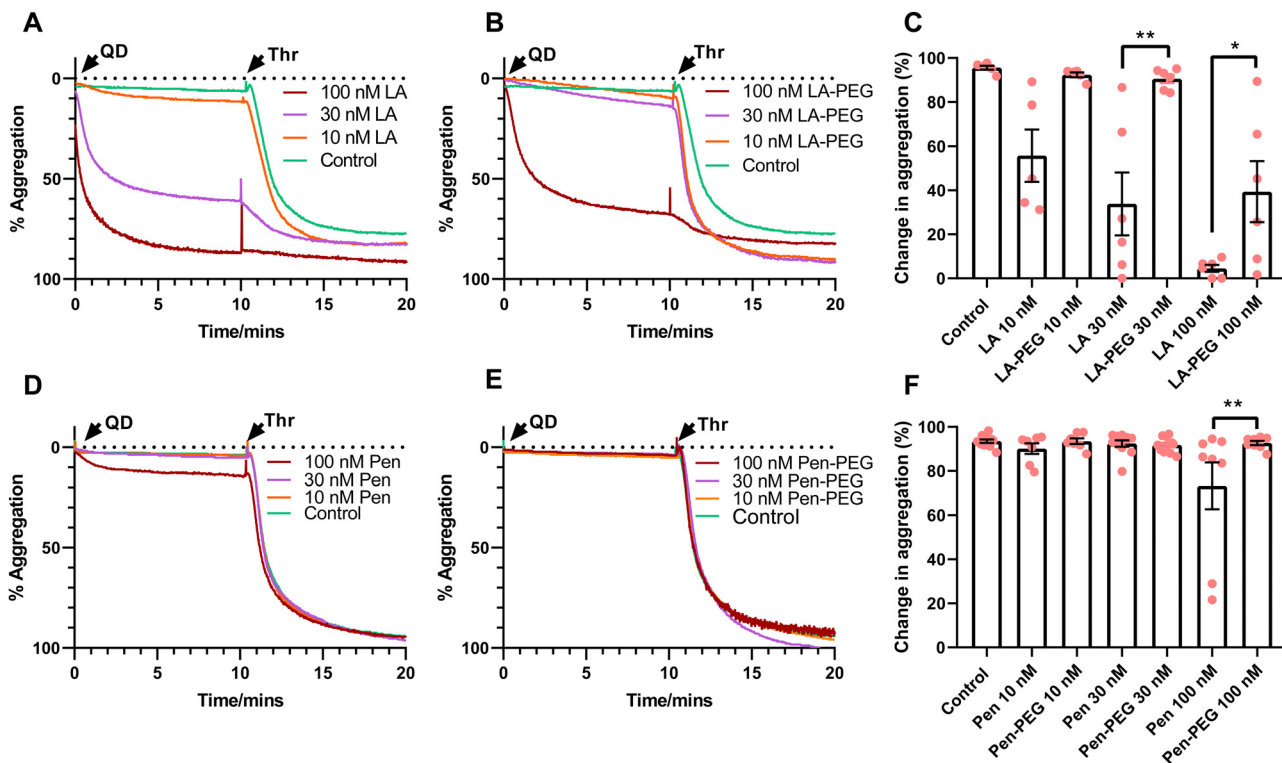 A
QD
Thr
0
50
100
% Aggregation
100 nM LA
30 nM LA
10 nM LA
Control
0
5
10
15
20
Time/mins
B
QD
Thr
0
50
100
% Aggregation
100 nM LA-PEG
30 nM LA-PEG
10 nM LA-PEG
Control
0
5
10
15
20
Time/mins
C
**
*
Change in aggregation (%)
100
80
60
40
20
0
Control
LA 10 nM
LA-PEG 10 nM
LA 30 nM
LA-PEG 30 nM
LA 100 nM
LA-PEG 100 nM
D
QD
Thr
0
50
100
% Aggregation
100 nM Pen
30 nM Pen
10 nM Pen
Control
0
5
10
15
20
Time/mins
E
QD
Thr
0
50
100
% Aggregation
100 nM Pen-PEG
30 nM Pen-PEG
10 nM Pen-PEG
Control
0
5
10
15
20
Time/mins
F
**
Change in aggregation (%)
100
80
60
40
20
0
Control
Pen 10 nM
Pen-PEG 10 nM
Pen 30 nM
Pen-PEG 30 nM
Pen 100 nM
Pen-PEG 100 nM